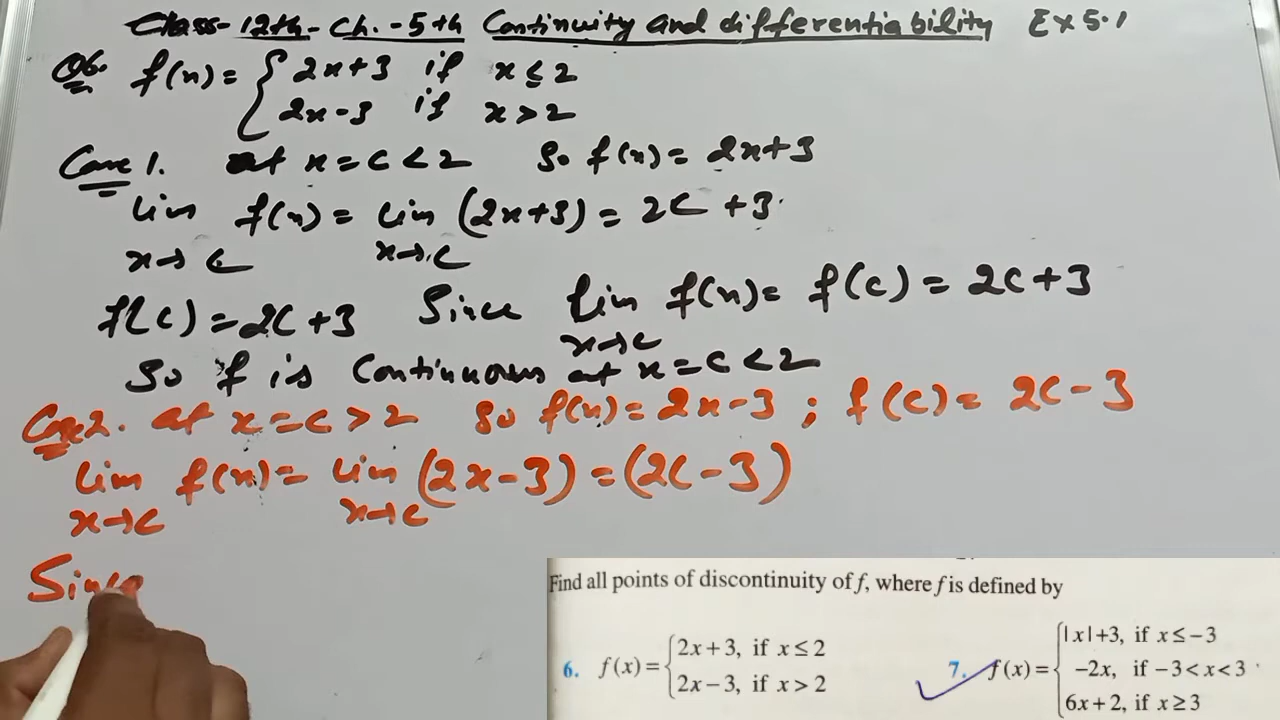 Class-12th-Ch.-5th Continuity and differentiability Ex 5.1
Q6. f(x)= { 2x+3 if x≤2
2x-3 if x>2
Case 1. at x=c<2 So f(x)= 2x+3
lim f(x)= lim (2x+3)= 2c+3
x→c x→c
f(c)=2c+3 Since lim f(x)= f(c)= 2c+3
x→c
So f is continuous at x=c<2
Case 2. at x=c>2 So f(x)=2x-3 ; f(c)= 2c-3
lim f(x)= lim (2x-3)=(2c-3)
x→c x→c
Since
Find all points of discontinuity of f, where f is defined by
6. f(x)= { 2x+3, if x≤2
2x-3, if x>2
7. f(x)= { |x|+3, if x≤-3
-2x, if -3<x<3
6x+2, if x≥3